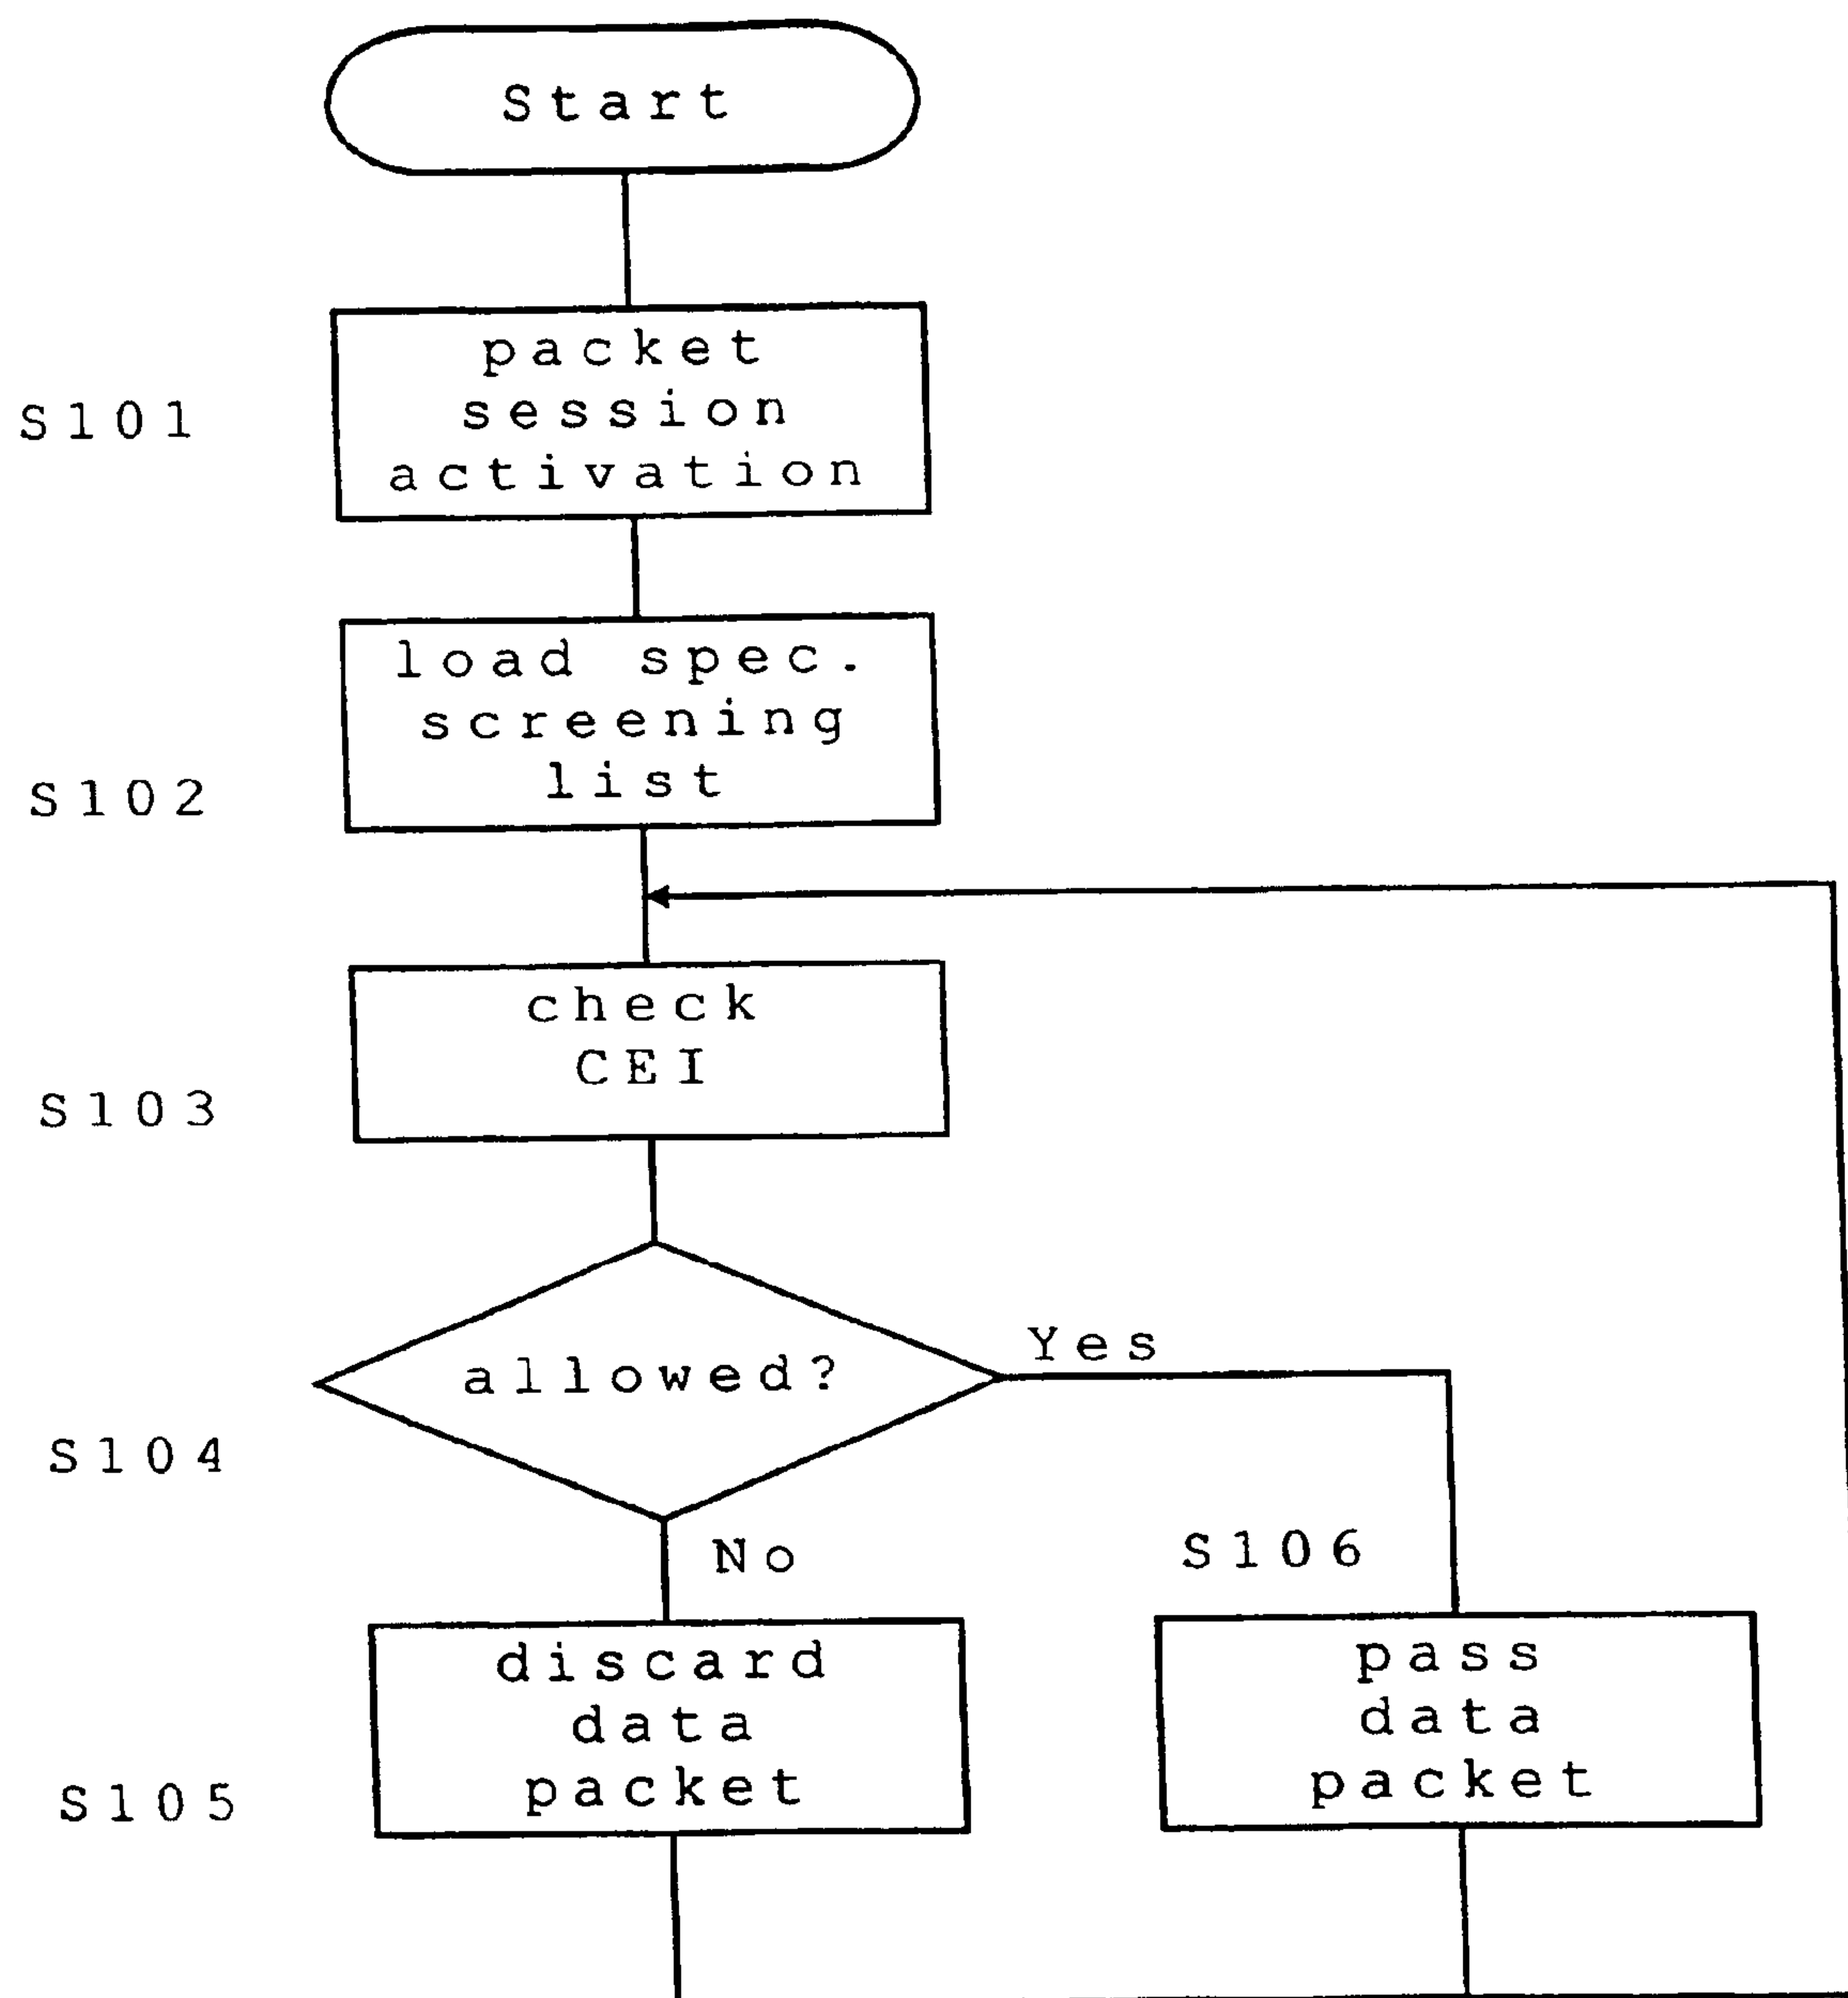 Start
S101
packet
session
activation
S102
load spec.
screening
list
S103
check
CEI
S104
allowed?
Yes
No
S106
S105
discard
data
packet
pass
data
packet